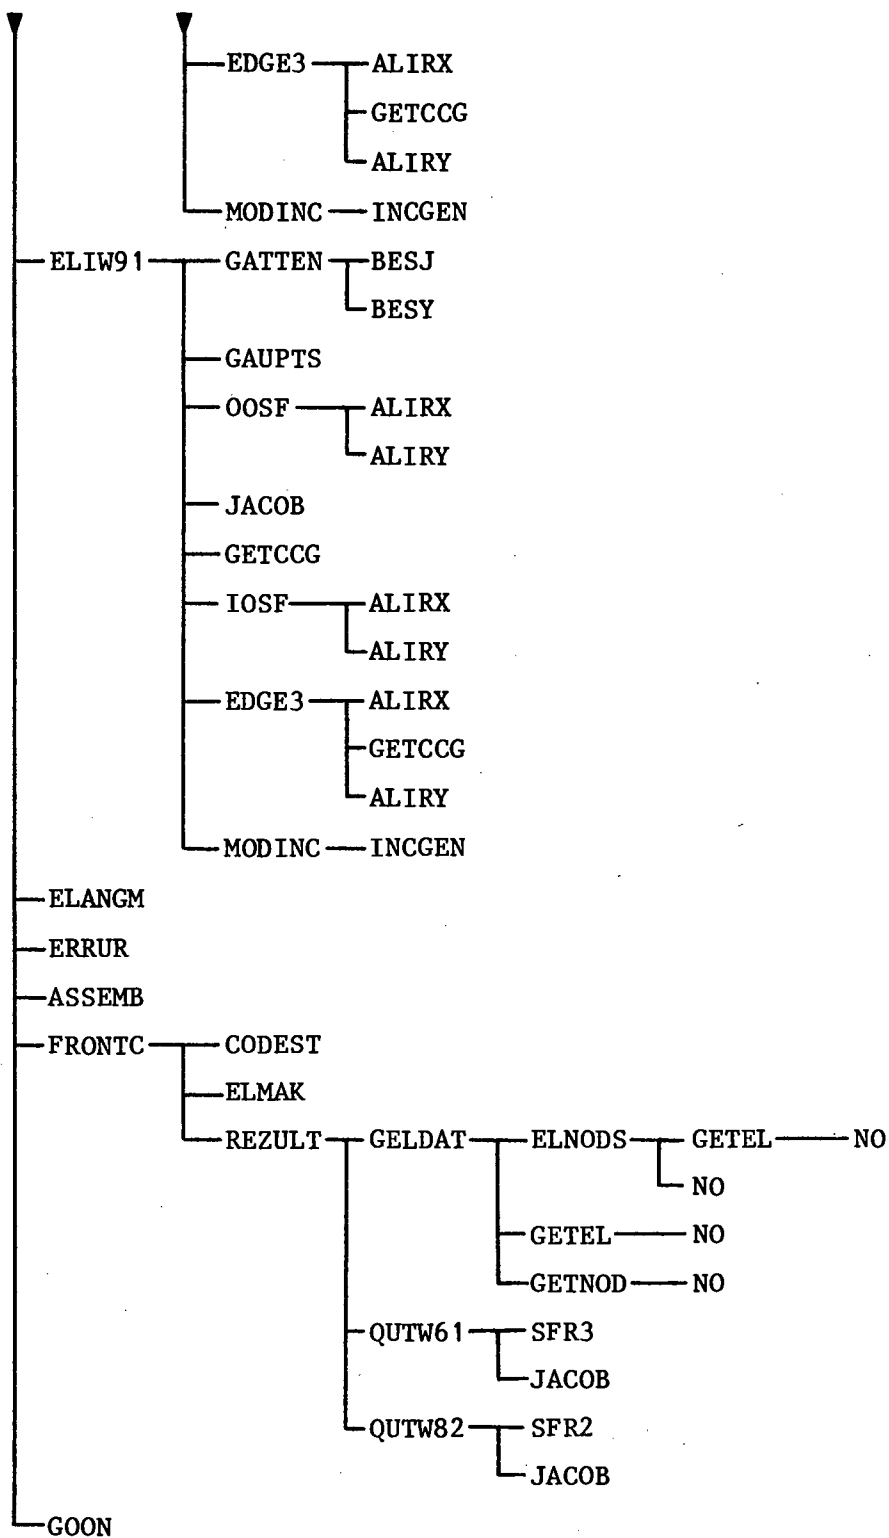 EDGE3 ALIRX
GETCCG
ALIRY
MODINC INCGEN
ELIW91 GATTEN BESJ
BESY
GAUPTS
OOSF ALIRX
ALIRY
JACOB
GETCCG
IOSF ALIRX
ALIRY
EDGE3 ALIRX
GETCCG
ALIRY
MODINC INCGEN
ELANGM
ERRUR
ASSEMB
FRONTC CODEST
ELMAK
REZULT GELDAT ELNODS GETEL NO
NO
GETEL NO
GETNOD NO
QUTW61 SFR3
JACOB
QUTW82 SFR2
JACOB
GOON